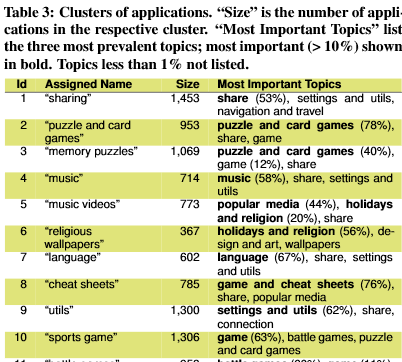 Table 3: Clusters of applications. “Size” is the number of appli-
cations in the respective cluster. “Most Important Topics” list
the three most prevalent topics; most important (> 10%) shown
in bold. Topics less than 1% not listed.
Id Assigned Name Size Most Important Topics
1 “sharing” 1,453 share (53%), settings and utils,
navigation and travel
2 “puzzle and card 953 puzzle and card games (78%),
games” share, game
3 “memory puzzles” 1,069 puzzle and card games (40%),
game (12%), share
4 “music” 714 music (58%), share, settings and
utils
5 “music videos” 773 popular media (44%), holidays
and religion (20%), share
6 “religious 367 holidays and religion (56%), de-
wallpapers” sign and art, wallpapers
7 “language” 602 language (67%), share, settings
and utils
8 “cheat sheets” 785 game and cheat sheets (76%),
share, popular media
9 “utils” 1,300 settings and utils (62%), share,
connection
10 “sports game” 1,306 game (63%), battle games, puzzle
and card games